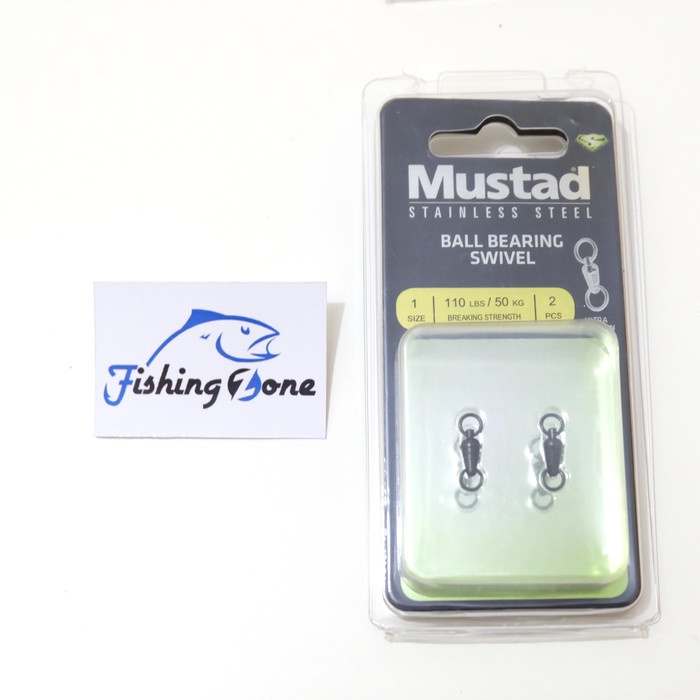 Fishing Zone
Mustad
STAINLESS STEEL
BALL BEARING
SWIVEL
1 110 LBS / 50 KG 2
SIZE BREAKING STRENGTH PCS